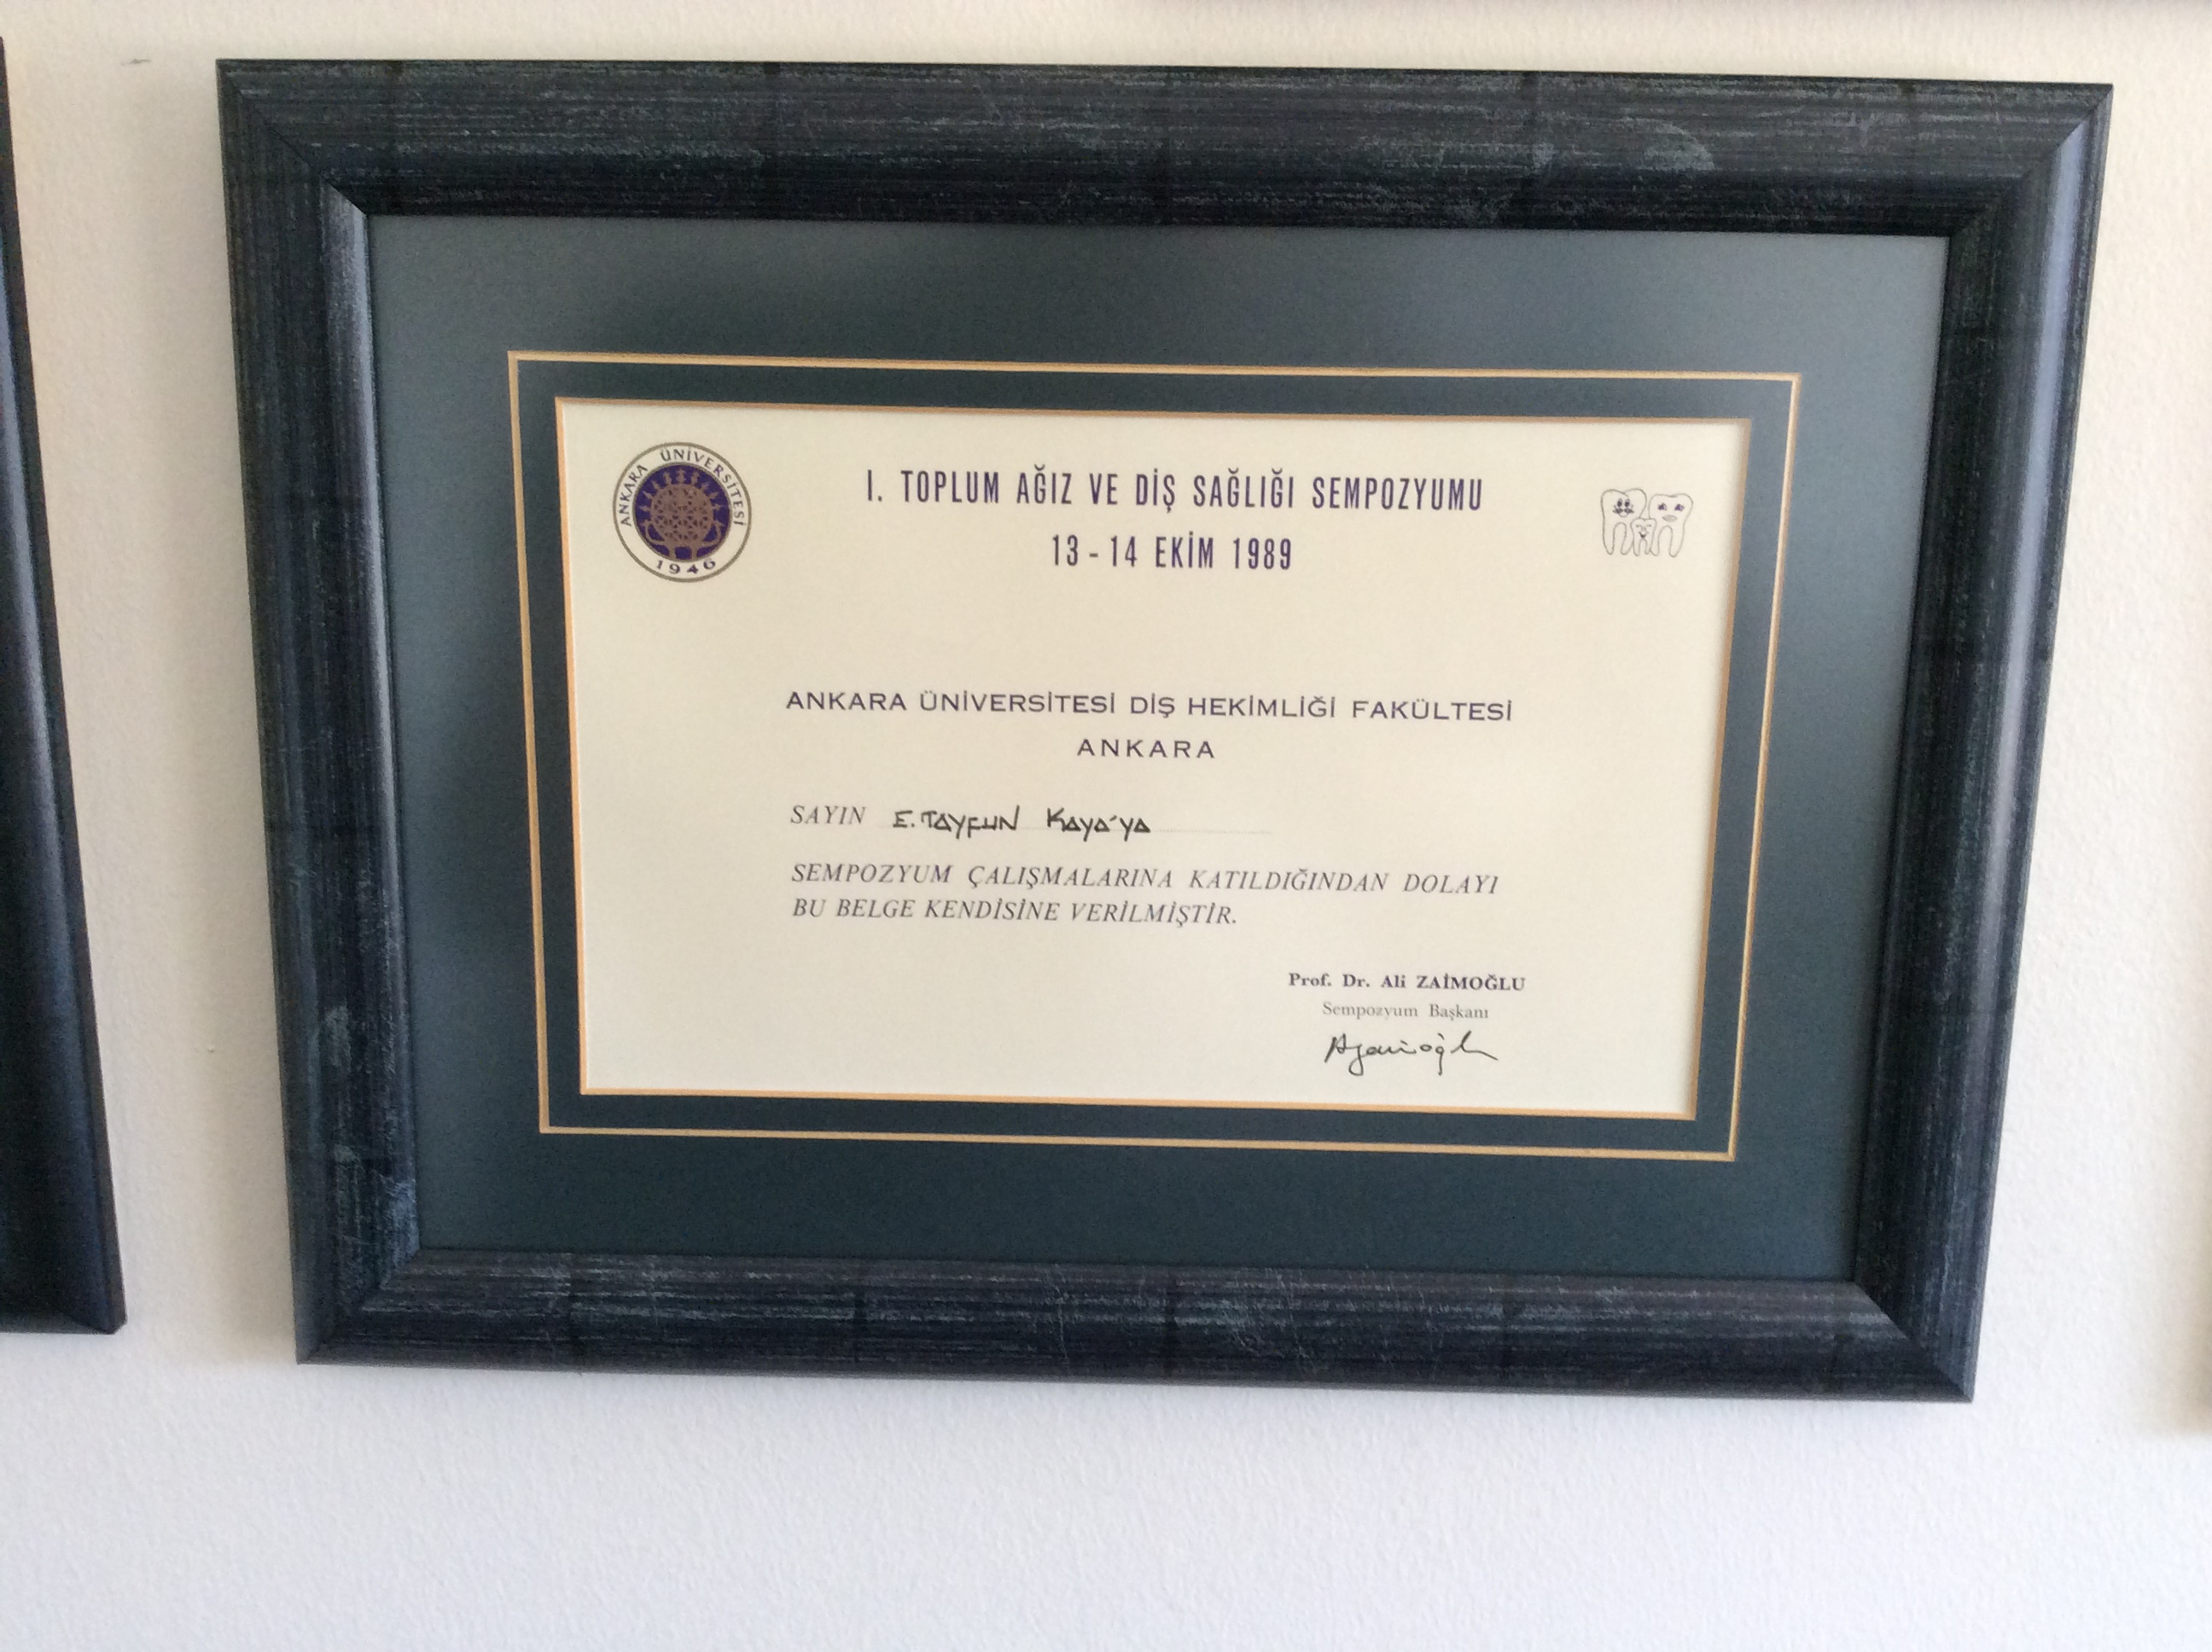 ANKARA ÜNİVERSİTESİ
1946
I. TOPLUM AĞIZ VE DİŞ SAĞLIĞI SEMPOZYUMU
13 - 14 EKİM 1989
ANKARA ÜNİVERSİTESİ DİŞ HEKİMLİĞİ FAKÜLTESİ
ANKARA
SAYIN E. TAYFUN KAYA'YA
SEMPOZYUM ÇALIŞMALARINA KATILDIĞINDAN DOLAYI
BU BELGE KENDİSİNE VERİLMİŞTİR.
Prof. Dr. Ali ZAİMOĞLU
Sempozyum Başkanı